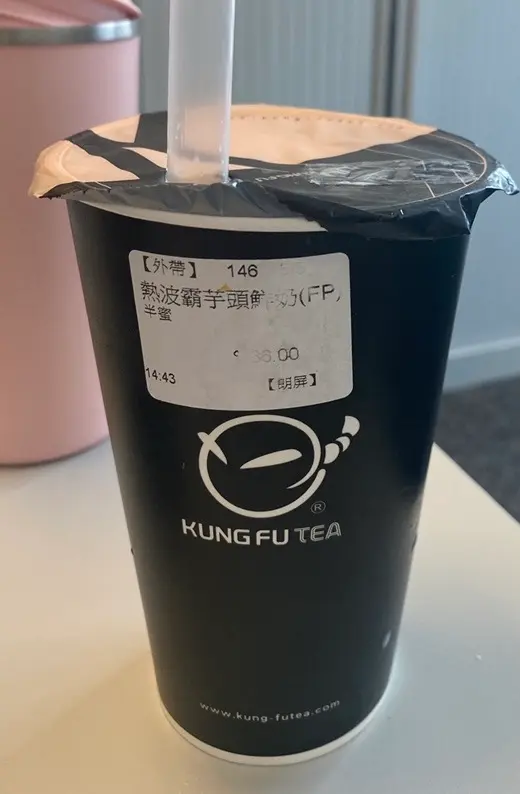 【外帶】 146
熱波霸芋頭鮮奶(FP)
半蜜
36.00
14:43 【朗屏】
®
KUNG FU TEA
www.kung-futea.com